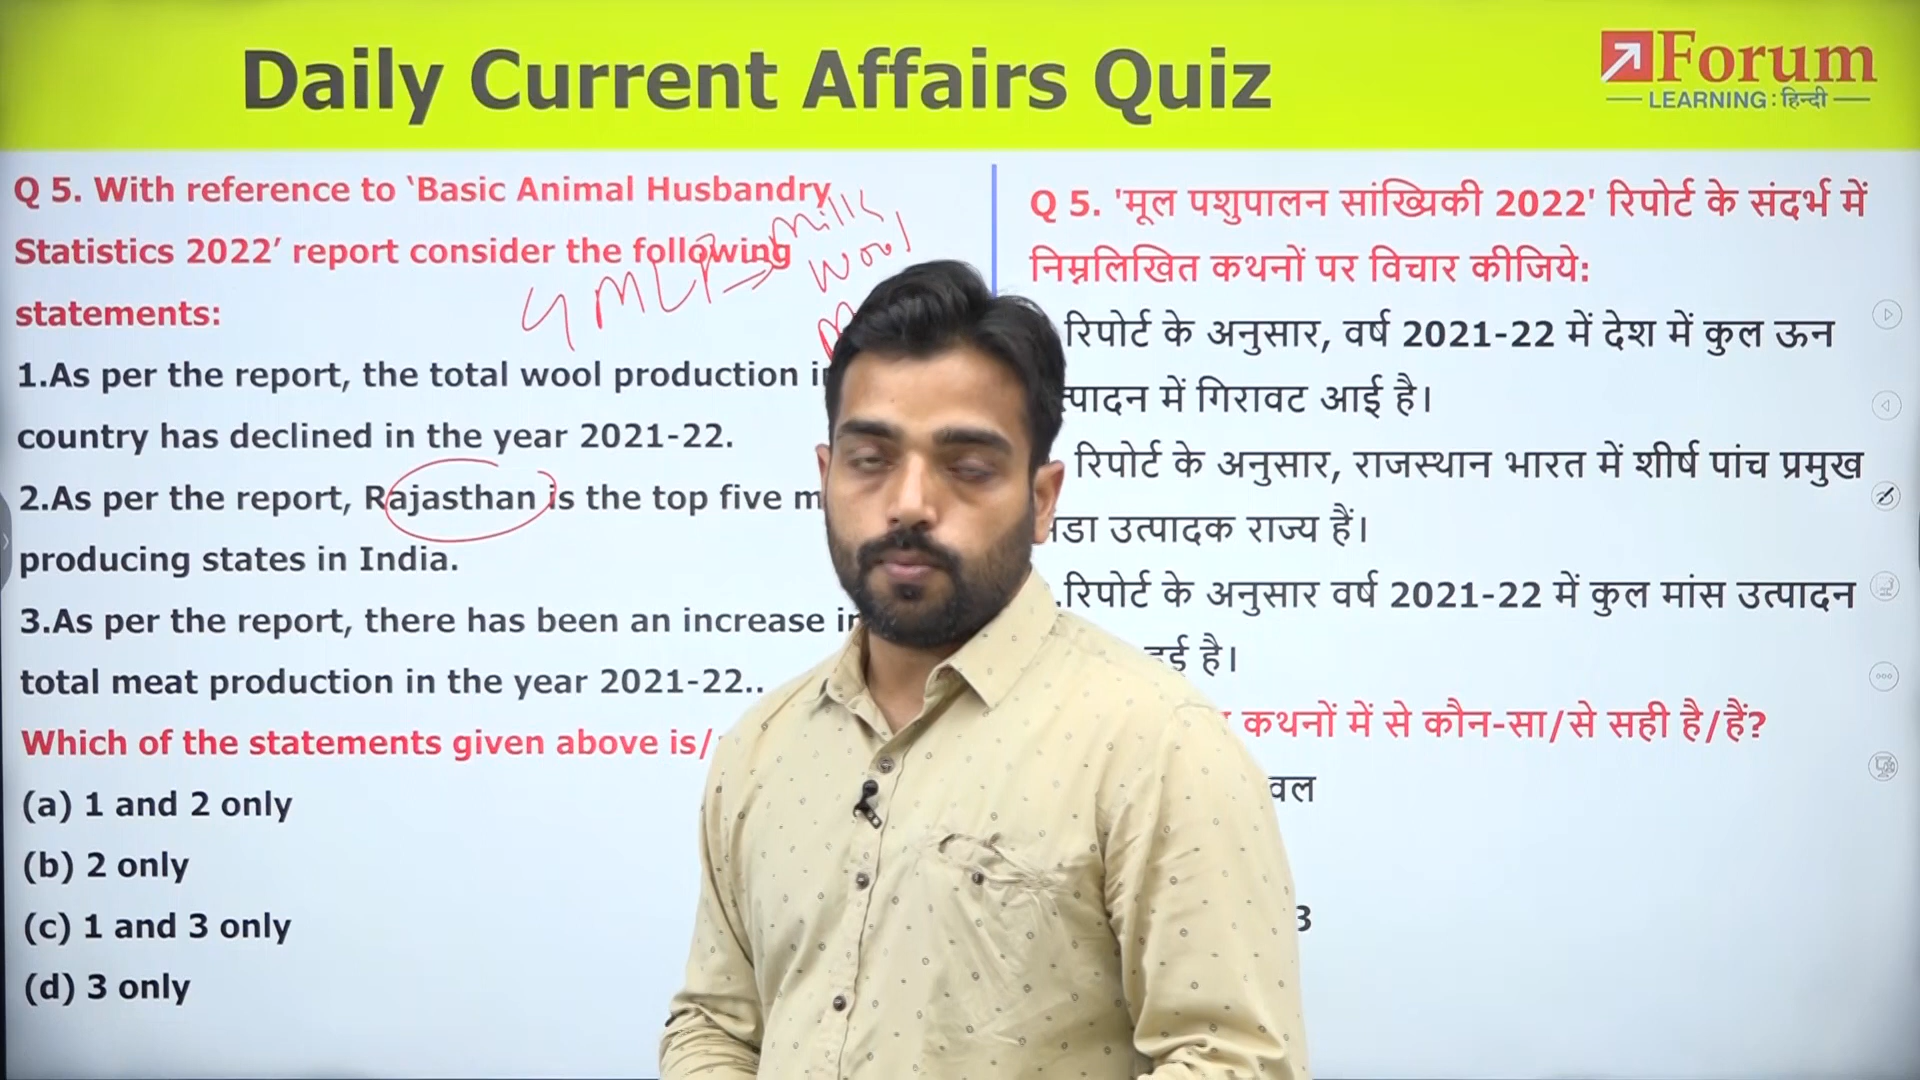 Daily Current Affairs Quiz
Forum
LEARNING : हिन्दी
Q 5. With reference to ‘Basic Animal Husbandry
Statistics 2022’ report consider the following
statements:
1.As per the report, the total wool production
country has declined in the year 2021-22.
2.As per the report, Rajasthan is the top five
producing states in India.
3.As per the report, there has been an increase
total meat production in the year 2021-22..
Which of the statements given above is/
(a) 1 and 2 only
(b) 2 only
(c) 1 and 3 only
(d) 3 only
Milk
Wool
Q 5. 'मूल पशुपालन सांख्यिकी 2022' रिपोर्ट के संदर्भ में
निम्नलिखित कथनों पर विचार कीजिये:
रिपोर्ट के अनुसार, वर्ष 2021-22 में देश में कुल ऊन
में गिरावट आई है।
रिपोर्ट के अनुसार, राजस्थान भारत में शीर्ष पांच प्रमुख
उत्पादक राज्य हैं।
रिपोर्ट के अनुसार वर्ष 2021-22 में कुल मांस उत्पादन
है।
कथनों में से कौन-सा/से सही है/हैं?
3